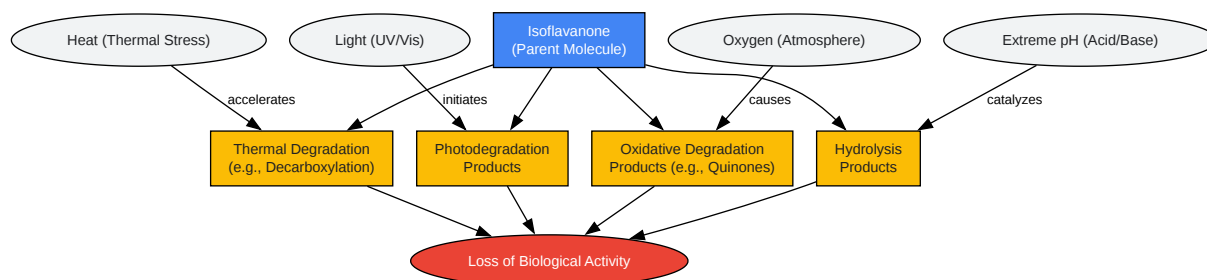 Heat (Thermal Stress)
Light (UV/Vis)
Isoflavanone
(Parent Molecule)
Oxygen (Atmosphere)
Extreme pH (Acid/Base)
accelerates
initiates
causes
catalyzes
Thermal Degradation
(e.g., Decarboxylation)
Photodegradation
Products
Oxidative Degradation
Products (e.g., Quinones)
Hydrolysis
Products
Loss of Biological Activity